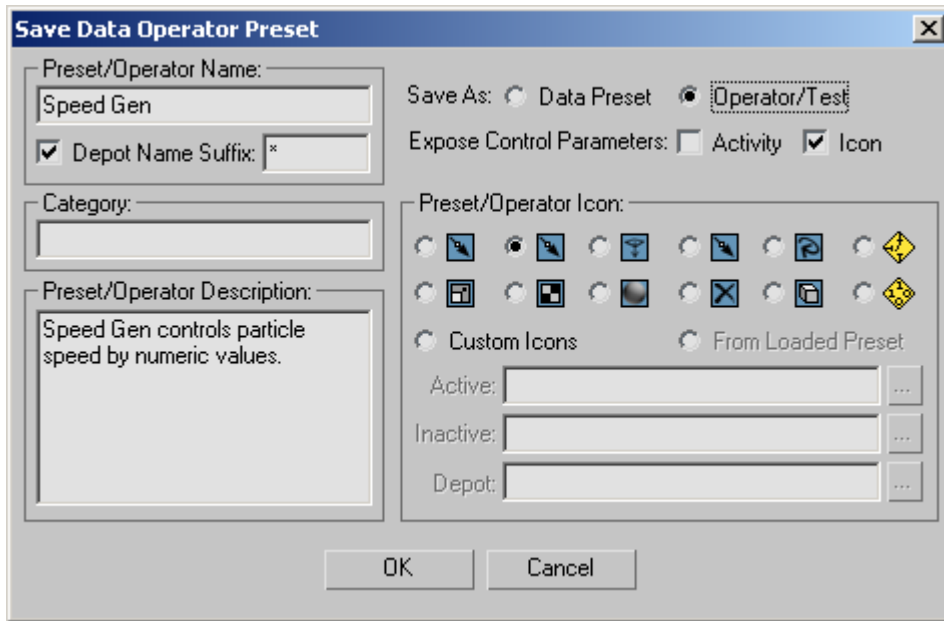 Save Data Operator Preset
Preset/Operator Name:
Speed Gen
Depot Name Suffix: *
Save As: Data Preset Operator/Test
Expose Control Parameters: Activity Icon
Category:
Preset/Operator Description:
Speed Gen controls particle
speed by numeric values.
Preset/Operator Icon:
Custom Icons From Loaded Preset
Active: ...
Inactive: ...
Depot: ...
OK Cancel